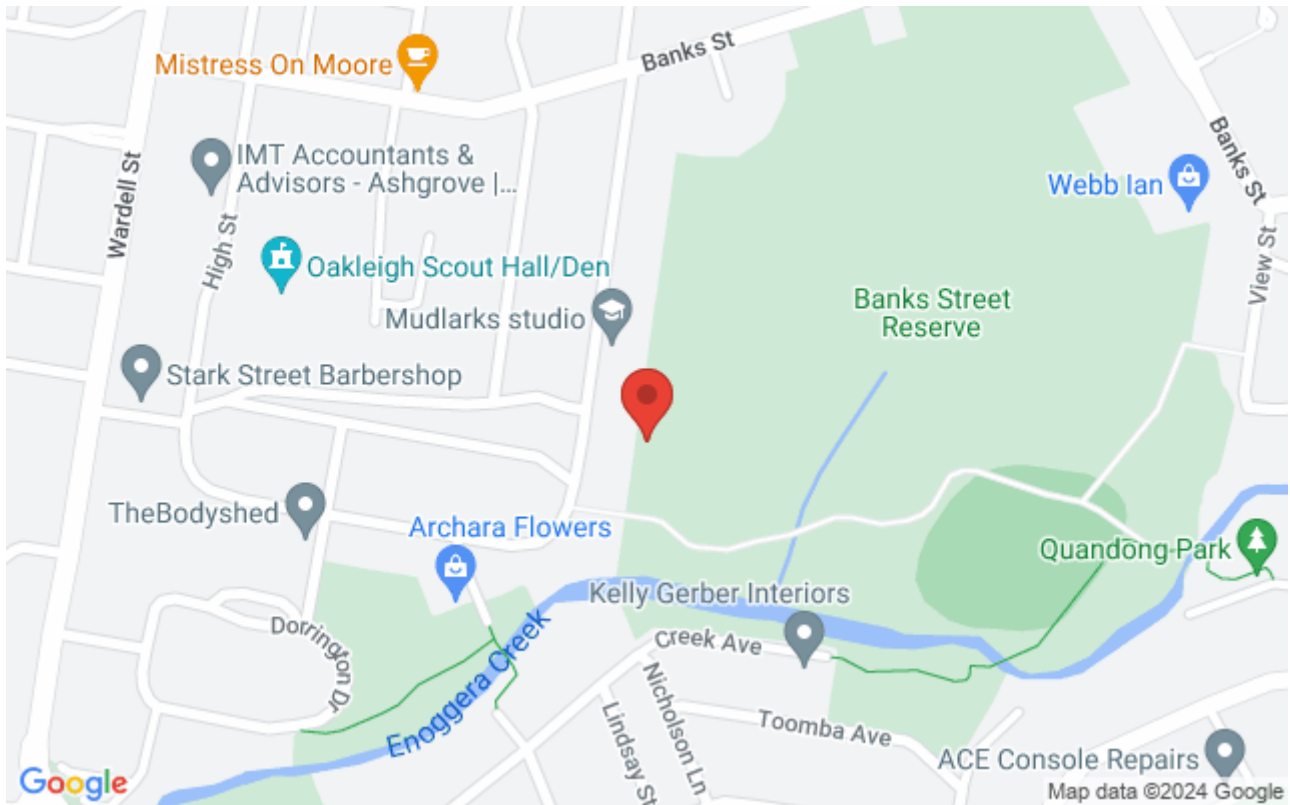 Banks St
Mistress On Moore
IMT Accountants &
Advisors - Ashgrove |...
Wardell St
High St
Banks St
Webb Ian
View St
Oakleigh Scout Hall/Den
Mudlarks studio
Banks Street
Reserve
Stark Street Barbershop
TheBodyshed
Archara Flowers
Quandong Park
Kelly Gerber Interiors
Creek Ave
Dorrington Dr
Enoggera Creek
Nicholson Ln
Lindsay St
Toomba Ave
ACE Console Repairs
Google
Map data ©2024 Google